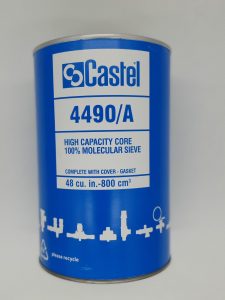 Castel
4490/A
HIGH CAPACITY CORE
100% MOLECULAR SIEVE
COMPLETE WITH COVER - GASKET
48 cu. in.-800 cm³
please recycle